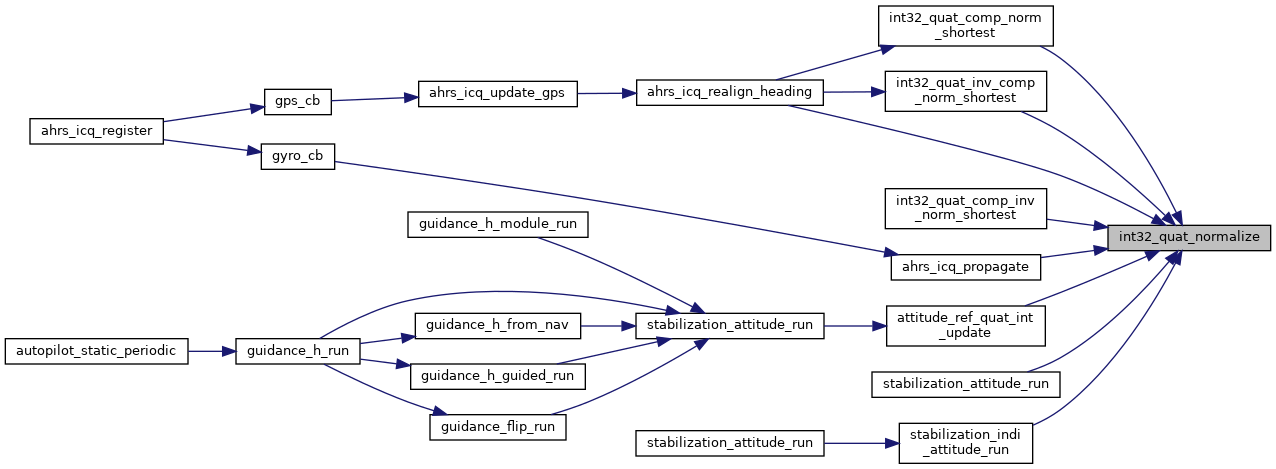 int32_quat_comp_norm
_shortest
int32_quat_inv_comp
_norm_shortest
ahrs_icq_realign_heading
ahrs_icq_update_gps
gps_cb
ahrs_icq_register
gyro_cb
int32_quat_comp_inv
_norm_shortest
guidance_h_module_run
int32_quat_normalize
ahrs_icq_propagate
attitude_ref_quat_int
_update
stabilization_attitude_run
guidance_h_from_nav
guidance_h_run
autopilot_static_periodic
guidance_h_guided_run
stabilization_attitude_run
guidance_flip_run
stabilization_indi
_attitude_run
stabilization_attitude_run